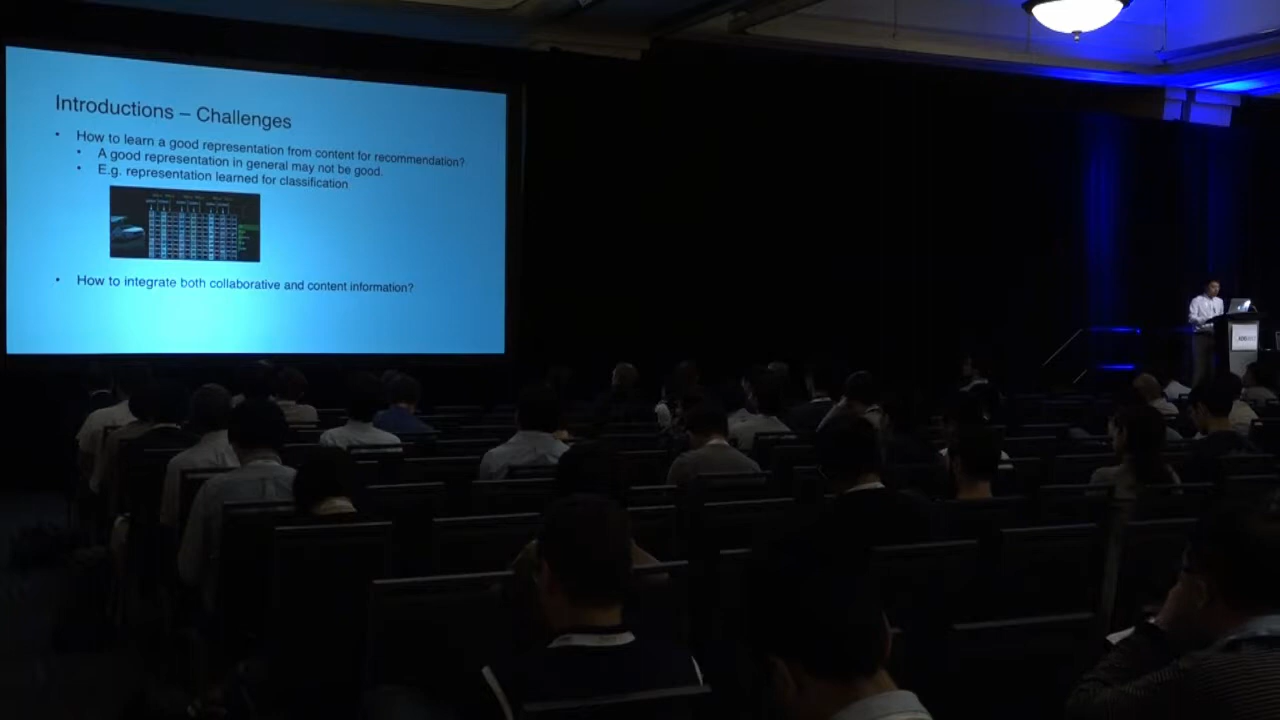 Introductions – Challenges
• How to learn a good representation from content for recommendation?
• A good representation in general may not be good.
• E.g. representation learned for classification
• How to integrate both collaborative and content information?